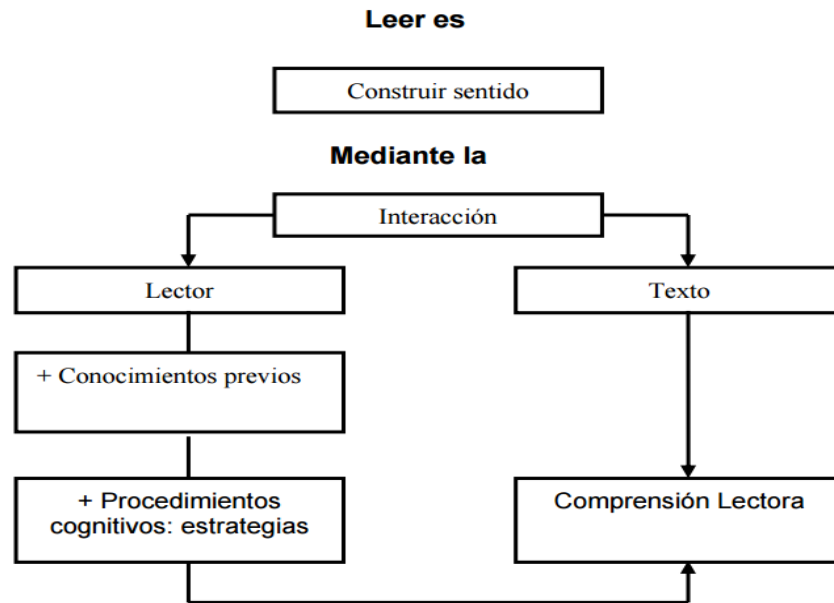 Leer es
Construir sentido
Mediante la
Interacción
Lector
Texto
+ Conocimientos previos
+ Procedimientos
cognitivos: estrategias
Comprensión Lectora